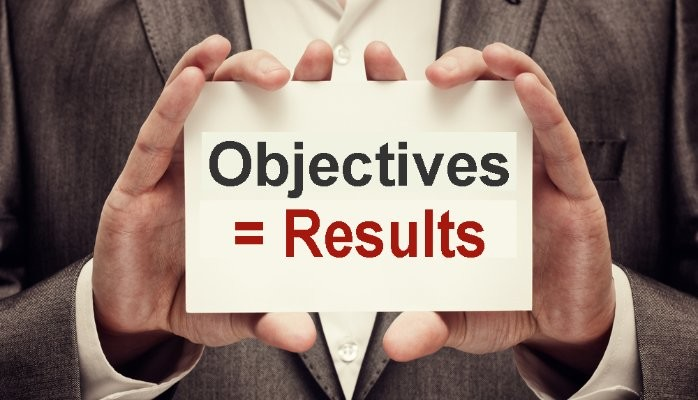 Objectives
= Results